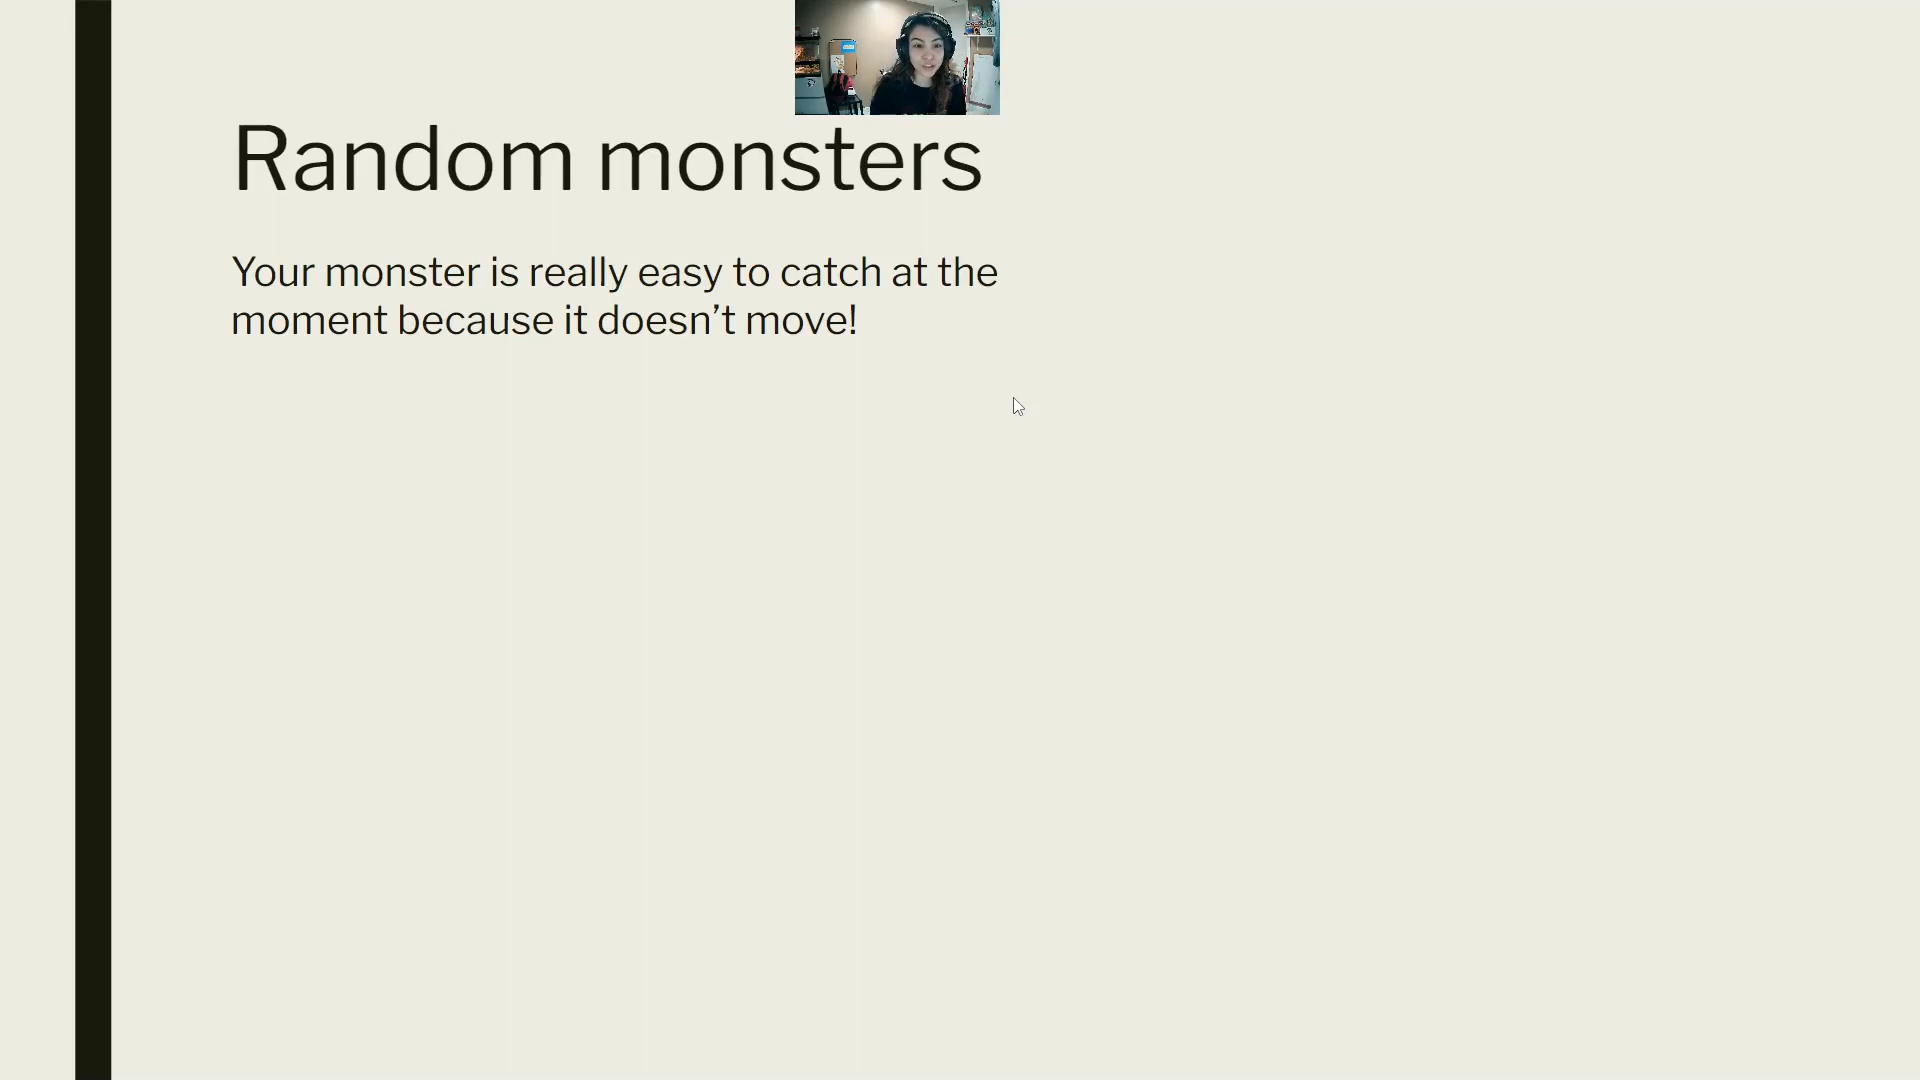 Random monsters
Your monster is really easy to catch at the
moment because it doesn’t move!